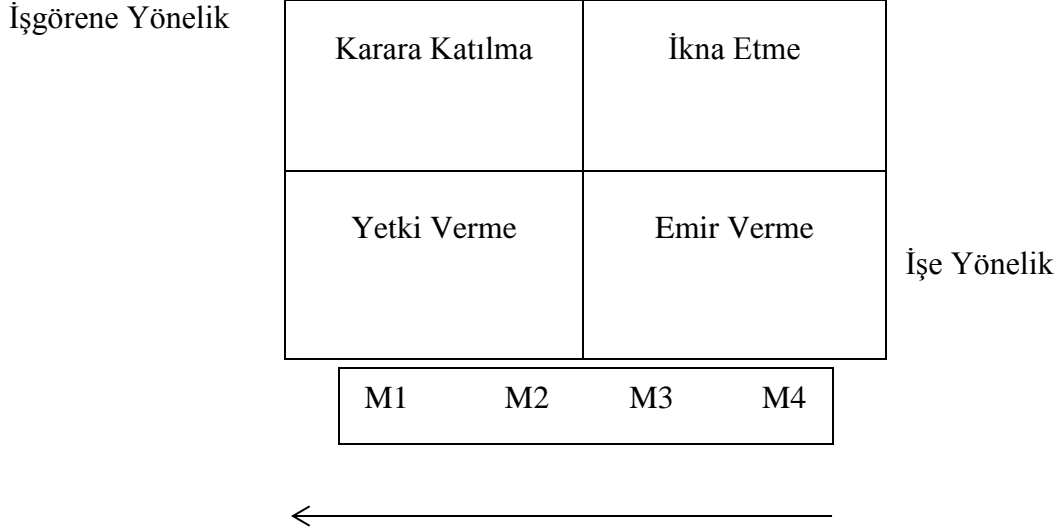 İşgörene Yönelik
Karara Katılma
İkna Etme
Yetki Verme
Emir Verme
İşe Yönelik
M1 M2 M3 M4